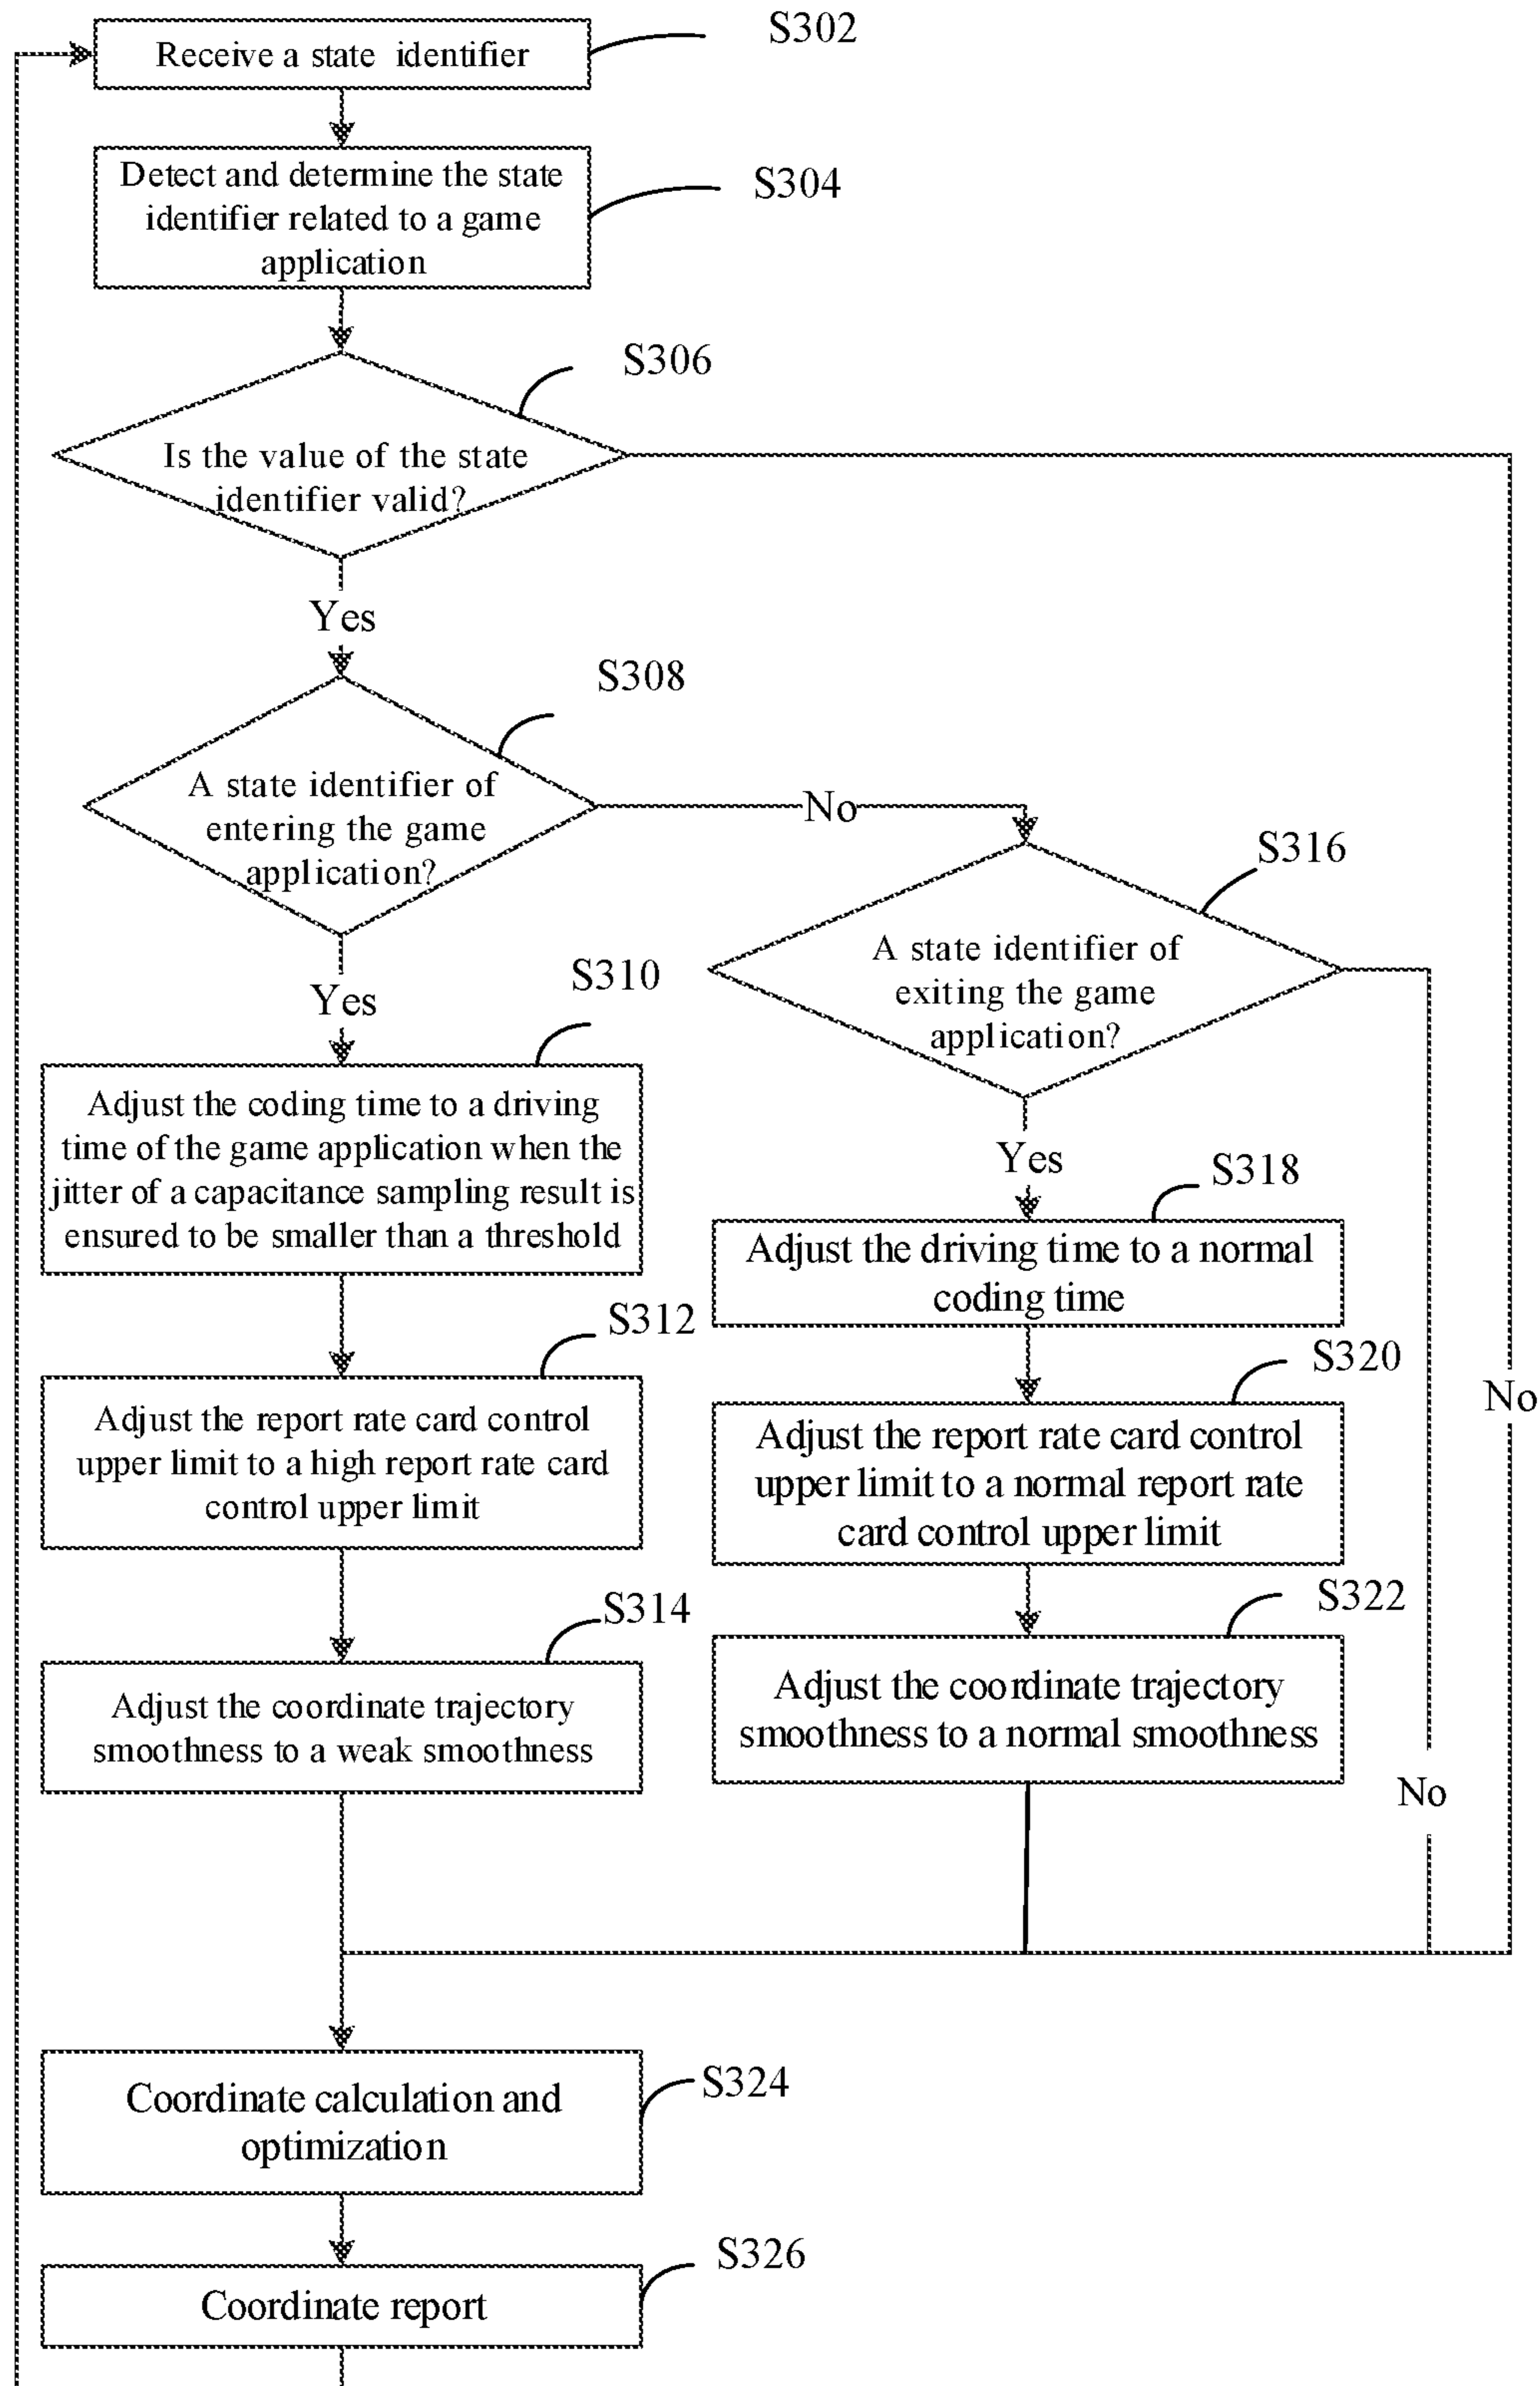 S302
Receive a state identifier
Detect and determine the state
identifier related to a game
application
S304
S306
Is the value of the state
identifier valid?
Yes
S308
A state identifier of
entering the game
application?
No
S316
A state identifier of
exiting the game
application?
Yes
S310
Adjust the coding time to a driving
time of the game application when the
jitter of a capacitance sampling result is
ensured to be smaller than a threshold
Yes
S318
Adjust the driving time to a normal
coding time
S312
Adjust the report rate card control
upper limit to a high report rate card
control upper limit
S320
Adjust the report rate card control
upper limit to a normal report rate
card control upper limit
No
S314
Adjust the coordinate trajectory
smoothness to a weak smoothness
S322
Adjust the coordinate trajectory
smoothness to a normal smoothness
No
S324
Coordinate calculation and
optimization
S326
Coordinate report